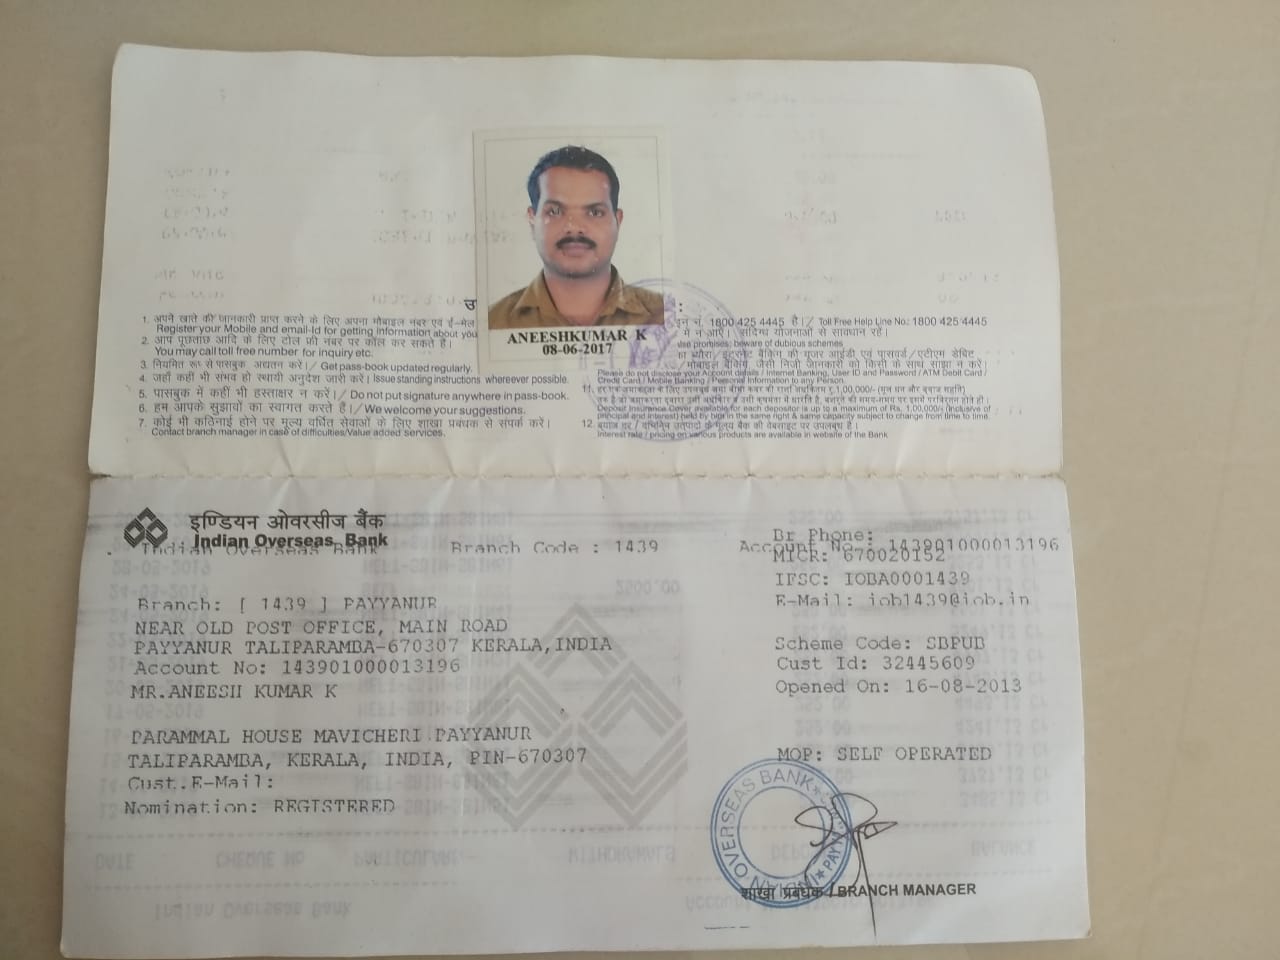 ANEESHKUMAR K
08-06-2017
1. अपने खाते की जानकारी प्राप्त करने के लिए अपना मोबाइल नंबर एवं ई-मेल
Register your Mobile and email-Id for getting information about you
2. आप पूछताछ आदि के लिए टोल फ्री नंबर पर कॉल कर सकते है।
You may call toll free number for inquiry etc.
3. नियमित रूप से पासबुक अद्यतन करें। / Get pass-book updated regularly.
4. जहाँ कहीं भी संभव हो स्थायी अनुदेश जारी करें। / Issue standing instructions whereever possible.
5. पासबुक में कहीं भी हस्ताक्षर न करें। / Do not put signature anywhere in pass-book.
6. हम आपके सुझावों का स्वागत करते हैं। / We welcome your suggestions.
7. कोई भी कठिनाई होने पर मूल्य वर्धित सेवाओं के लिए शाखा प्रबंधक से संपर्क करें।
Contact branch manager in case of difficulties/Value added services.
1800 425 4445 है। / Toll Free Help Line No: 1800 425 4445
में न आएं। संदिग्ध योजनाओं से सावधान रहें।
lse promises; beware of dubious schemes
का ब्यौरा / इंटरनेट बैंकिंग की यूजर आईडी एवं पासवर्ड / एटीएम डेबिट
मोबाइल बैंकिंग जैसी निजी जानकारी को किसी के साथ साझा न करें।
Please do not disclose your Account details / Internet Banking, User ID and Password / ATM Debit Card /
Credit Card / Mobile Banking / Personal Information to any Person.
11.
Deposit Insurance Cover available for each depositor is up to a maximum of Rs. 1,00,000/- (Inclusive of
principal and interest) held by him in the same right & same capacity subject to change from time to time.
12.
Interest rate / pricing on various products are available in website of the Bank
इण्डियन ओवरसीज बैंक
Indian Overseas Bank
Indian Overseas Bank Branch Code : 1439 Account No.: 143901000013196
Br Phone:
MICR: 670020152
IFSC: IOBA0001439
E-Mail: iob1439@iob.in
Branch: [ 1439 ] PAYYANUR
NEAR OLD POST OFFICE, MAIN ROAD
PAYYANUR TALIPARAMBA-670307 KERALA,INDIA
Account No: 143901000013196
MR.ANEESH KUMAR K
Scheme Code: SBPUB
Cust Id: 32445609
Opened On: 16-08-2013
PARAMMAL HOUSE MAVICHERI PAYYANUR
TALIPARAMBA, KERALA, INDIA, PIN-670307
Cust.E-Mail:
Nomination: REGISTERED
MOP: SELF OPERATED
INDIAN OVERSEAS BANK
शाखा प्रबंधक / BRANCH MANAGER